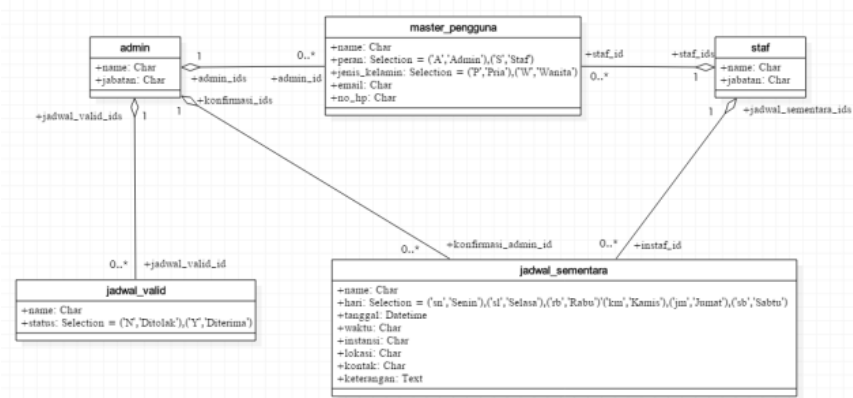 master_pengguna
+name: Char
+peran: Selection = ('A','Admin'),('S','Staf')
+jenis_kelamin: Selection = ('P','Pria'),('W','Wanita')
+email: Char
+no_hp: Char
admin
+name: Char
+jabatan: Char
1
0..*
+admin_ids
+admin_id
+staf_id
+staf_ids
0..*
1
staf
+name: Char
+jabatan: Char
+jadwal_valid_ids
1
1
+konfirmasi_ids
1
+jadwal_sementara_ids
0..*
+jadwal_valid_id
0..*
+konfirmasi_admin_id
0..*
+instaf_id
jadwal_valid
+name: Char
+status: Selection = ('N','Ditolak'),('Y','Diterima')
jadwal_sementara
+name: Char
+hari: Selection = ('sn','Senin'),('sl','Selasa'),('rb','Rabu')'('km','Kamis'),('jm','Jumat'),('sb','Sabtu')
+tanggal: Datetime
+waktu: Char
+instansi: Char
+lokasi: Char
+kontak: Char
+keterangan: Text